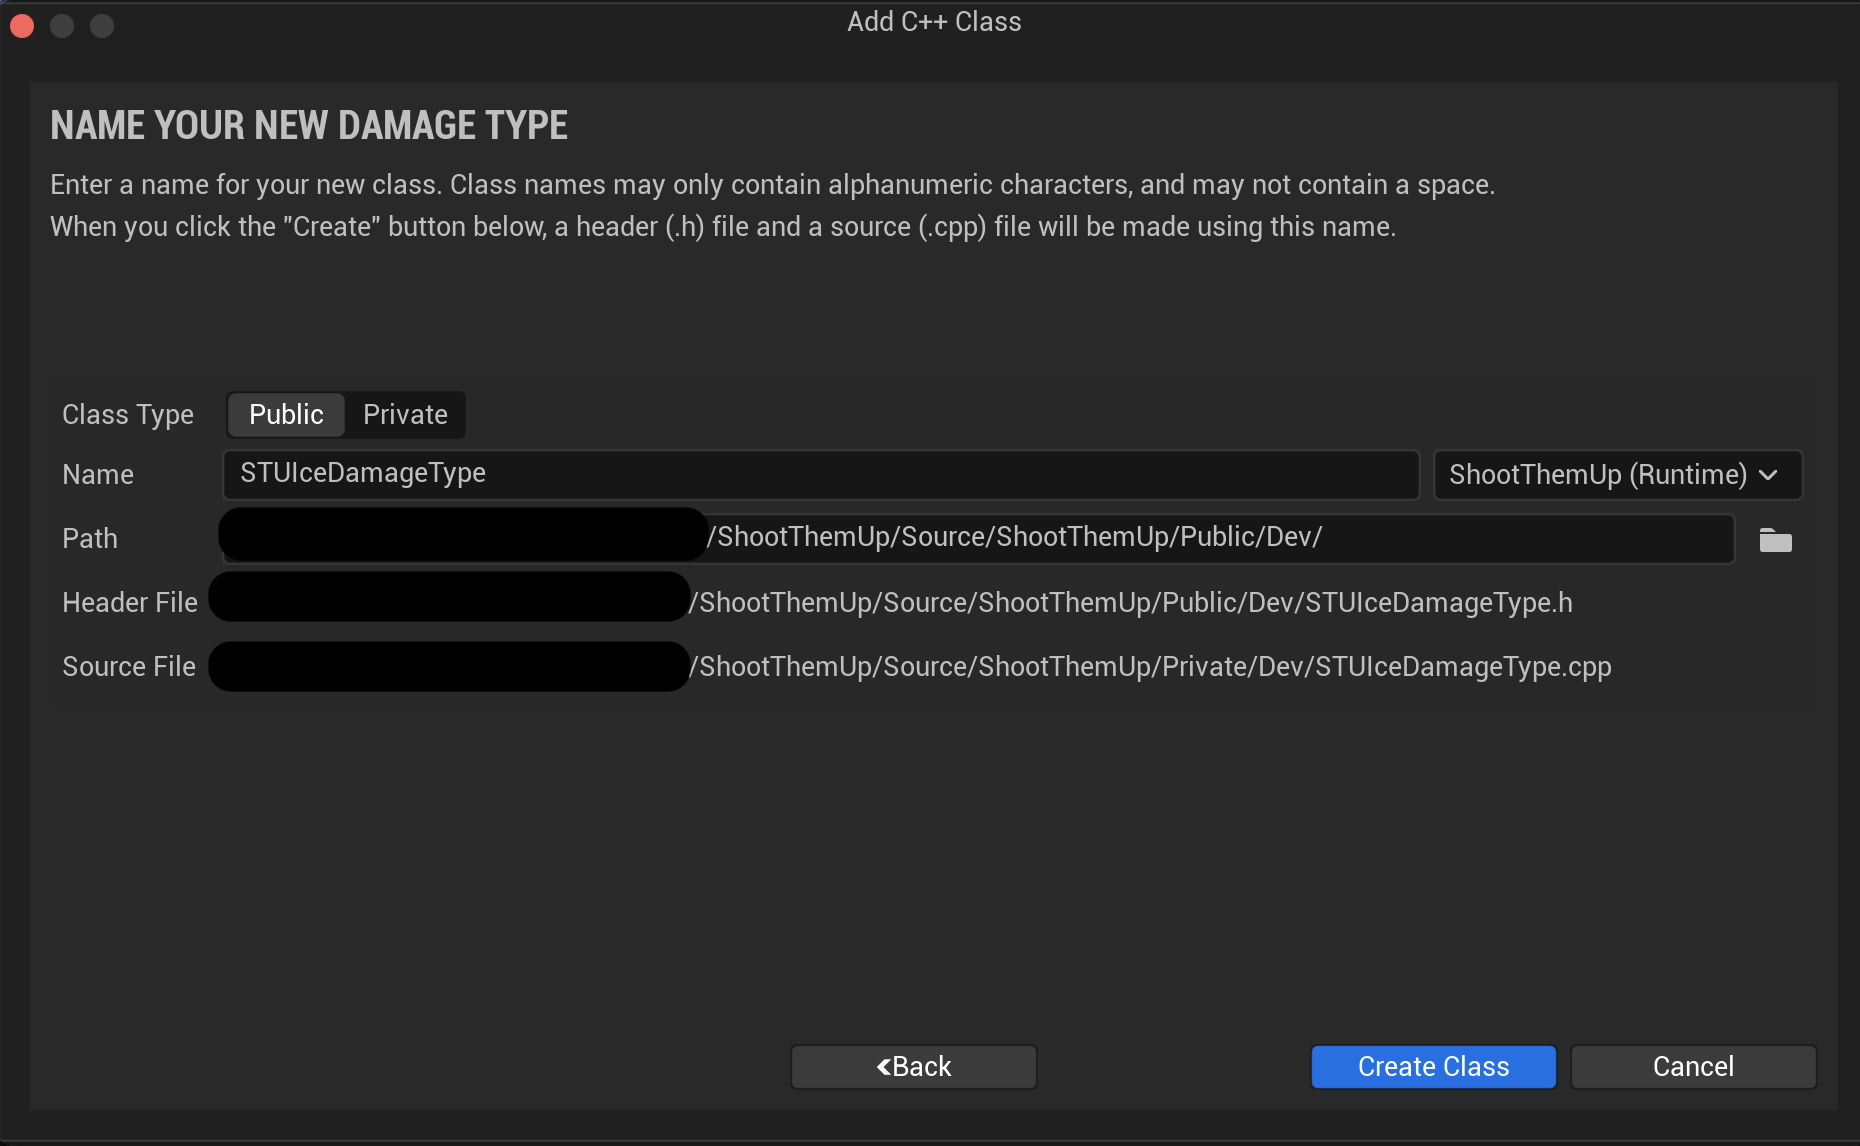 Add C++ Class
NAME YOUR NEW DAMAGE TYPE
Enter a name for your new class. Class names may only contain alphanumeric characters, and may not contain a space.
When you click the "Create" button below, a header (.h) file and a source (.cpp) file will be made using this name.
Class Type Public Private
Name STUIceDamageType ShootThemUp (Runtime)
Path /ShootThemUp/Source/ShootThemUp/Public/Dev/
Header File /ShootThemUp/Source/ShootThemUp/Public/Dev/STUIceDamageType.h
Source File /ShootThemUp/Source/ShootThemUp/Private/Dev/STUIceDamageType.cpp
<Back Create Class Cancel